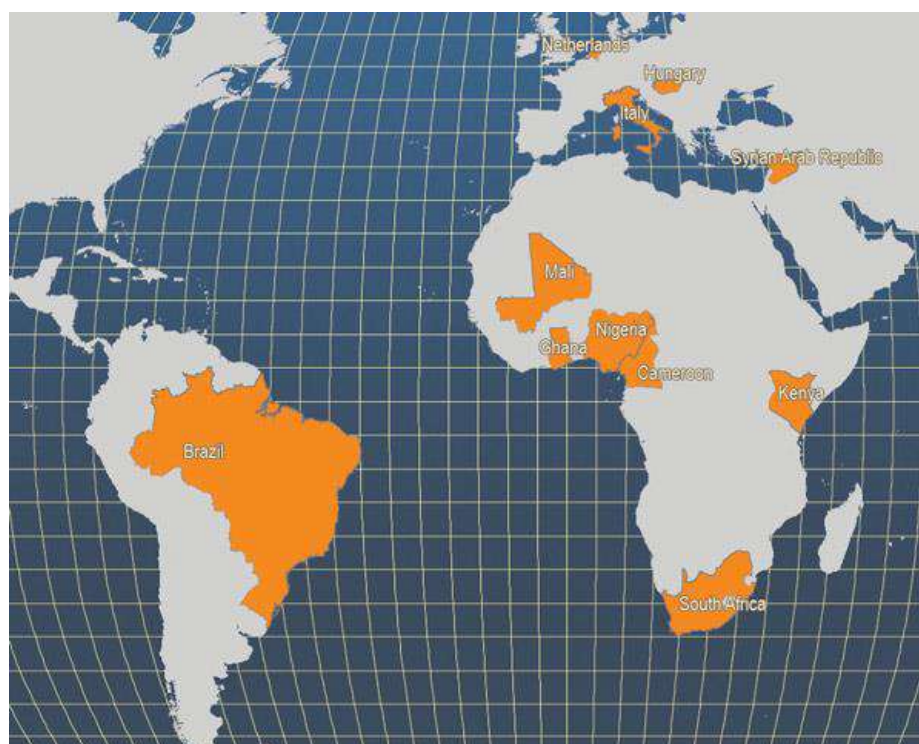 Netherlands
Hungary
Italy
Syrian Arab Republic
Mali
Nigeria
Ghana
Cameroon
Kenya
Brazil
South Africa